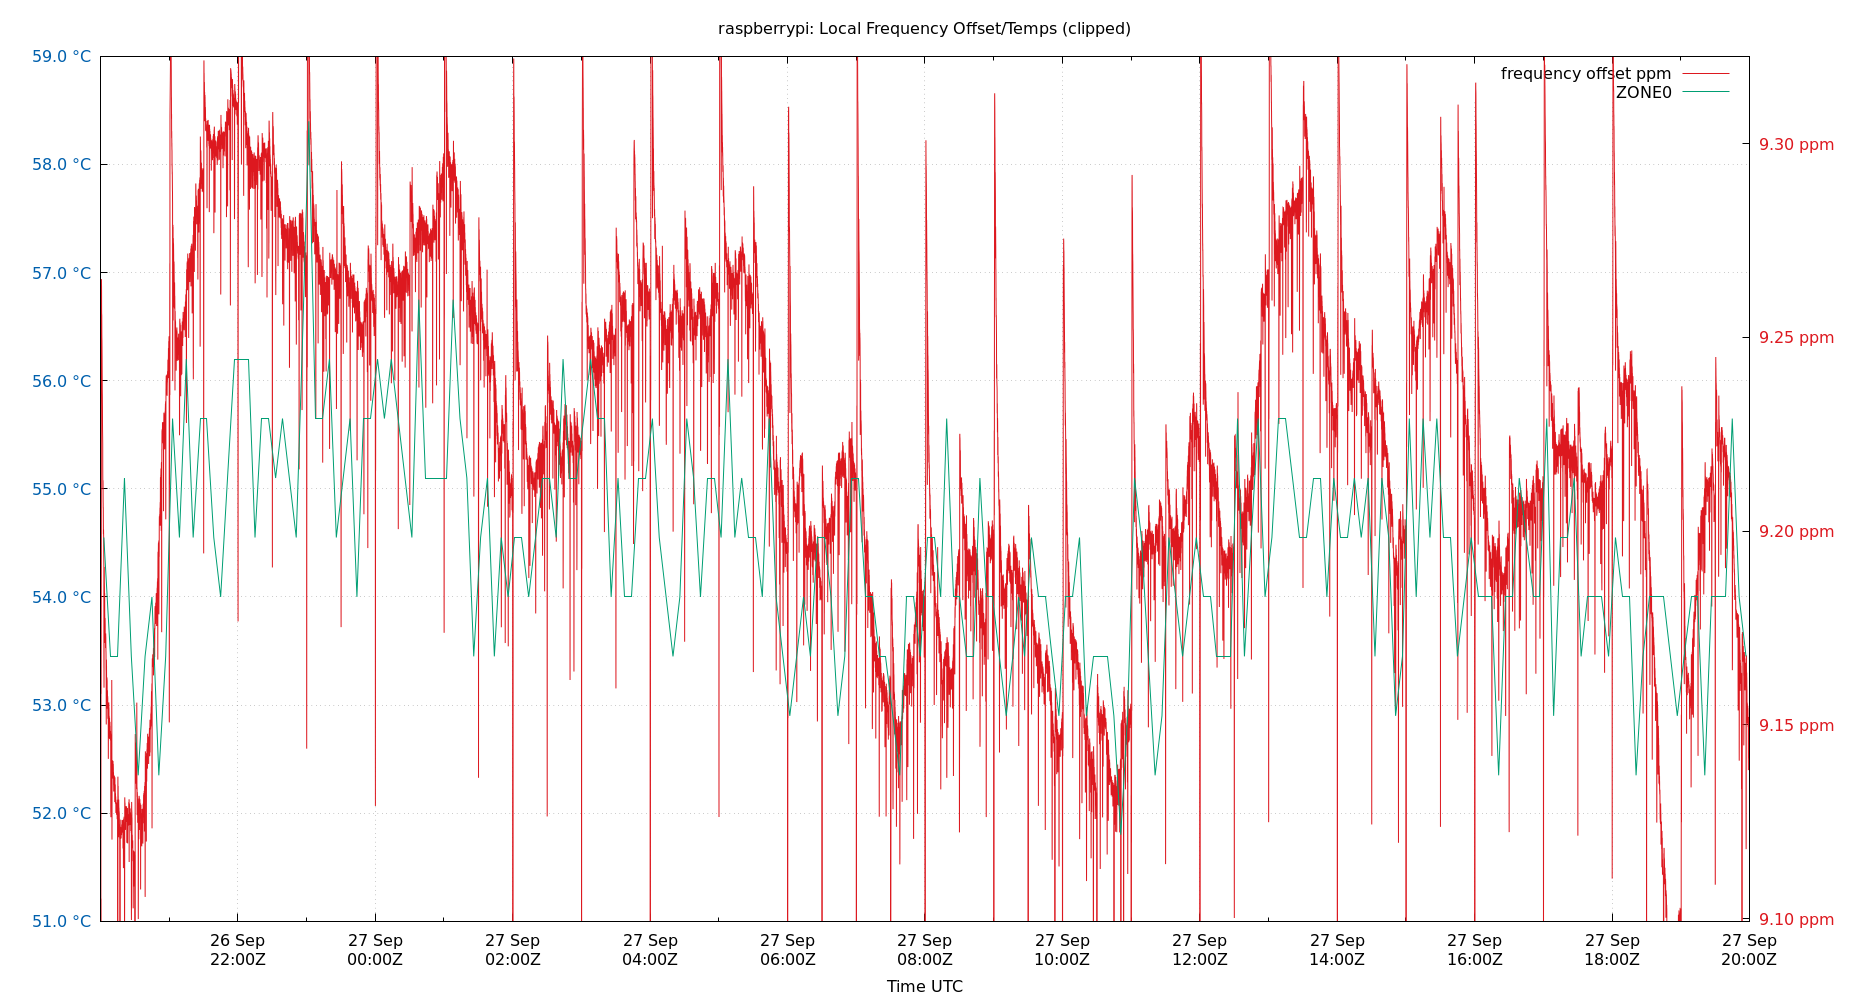 raspberrypi: Local Frequency Offset/Temps (clipped)
59.0 °C
58.0 °C
57.0 °C
56.0 °C
55.0 °C
54.0 °C
53.0 °C
52.0 °C
51.0 °C
frequency offset ppm
ZONE0
9.30 ppm
9.25 ppm
9.20 ppm
9.15 ppm
9.10 ppm
26 Sep
22:00Z
27 Sep
00:00Z
27 Sep
02:00Z
27 Sep
04:00Z
27 Sep
06:00Z
27 Sep
08:00Z
27 Sep
10:00Z
27 Sep
12:00Z
27 Sep
14:00Z
27 Sep
16:00Z
27 Sep
18:00Z
27 Sep
20:00Z
Time UTC